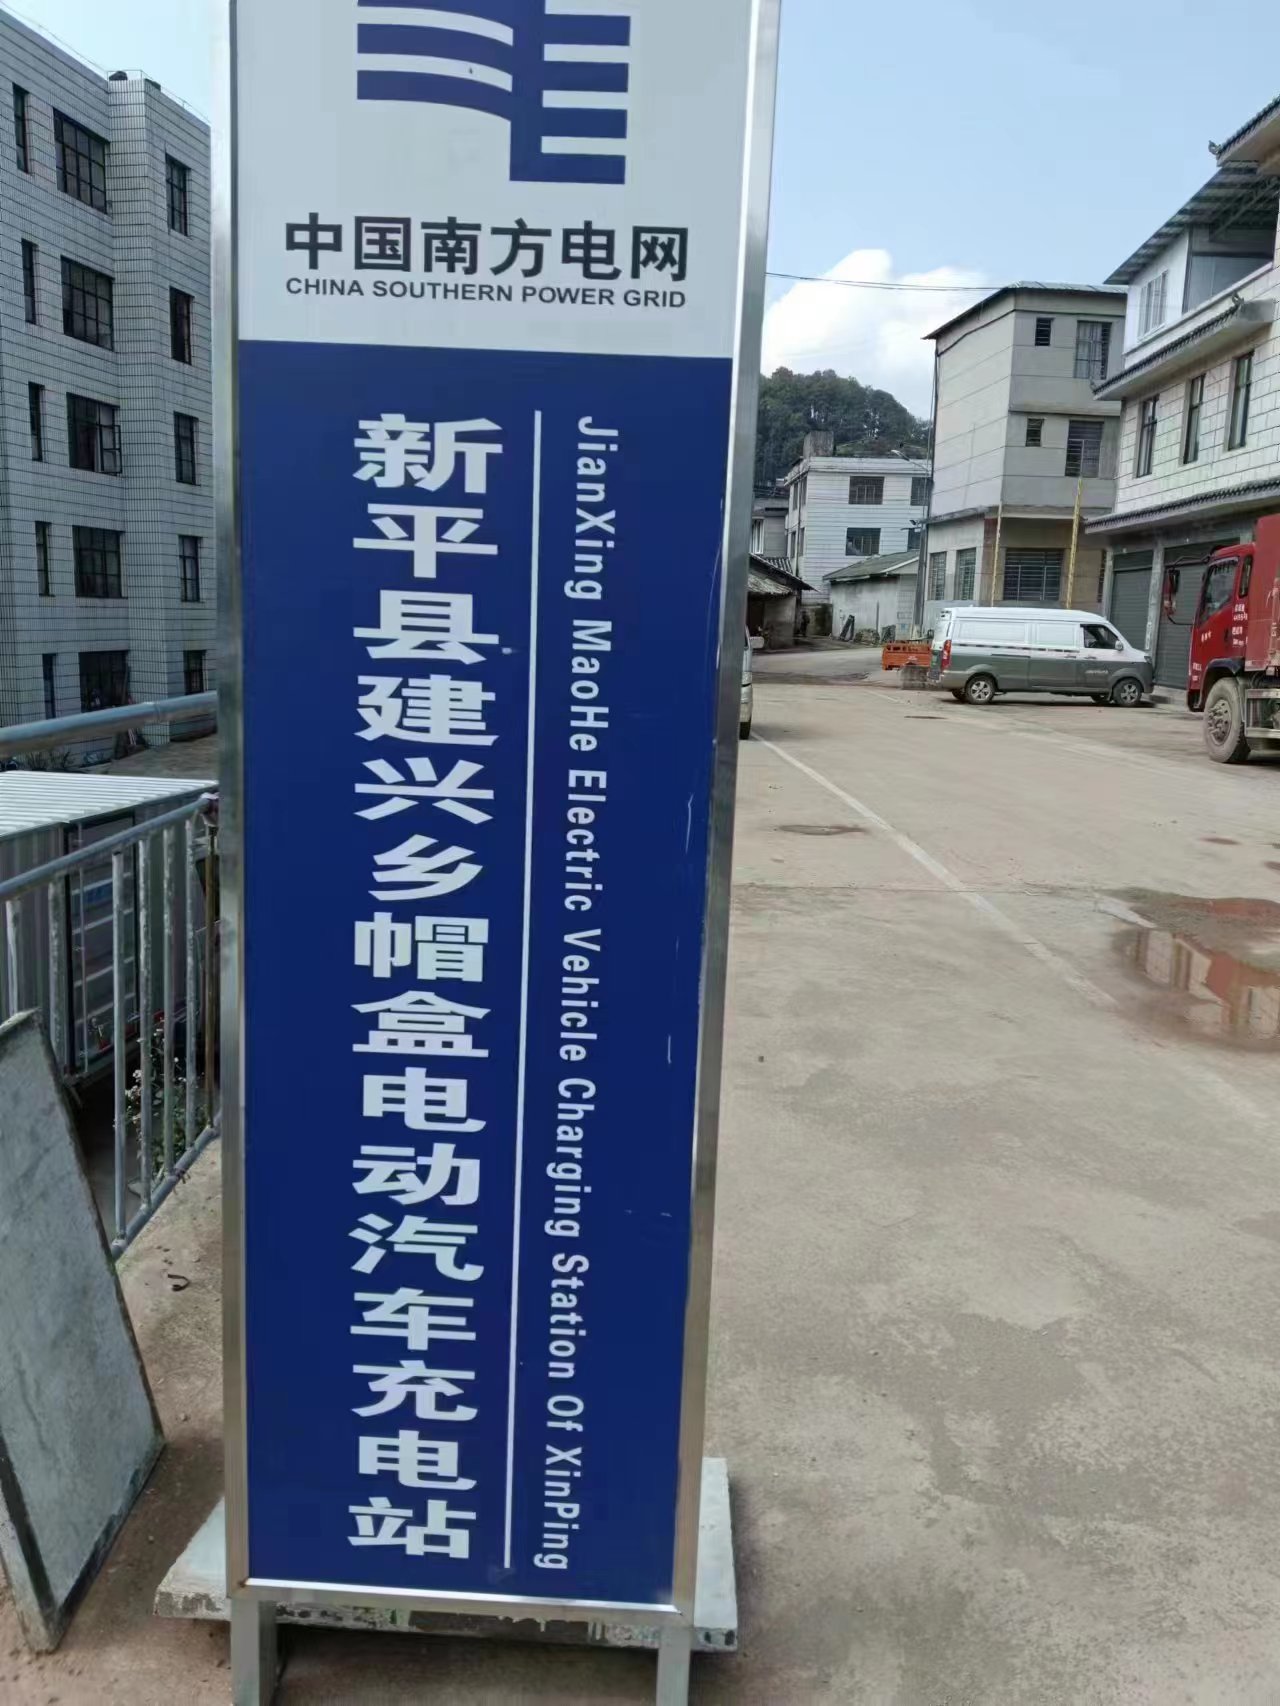 中国南方电网
CHINA SOUTHERN POWER GRID
新平县建兴乡帽盒电动汽车充电站
JianXing MaoHe Electric Vehicle Charging Station Of XinPing